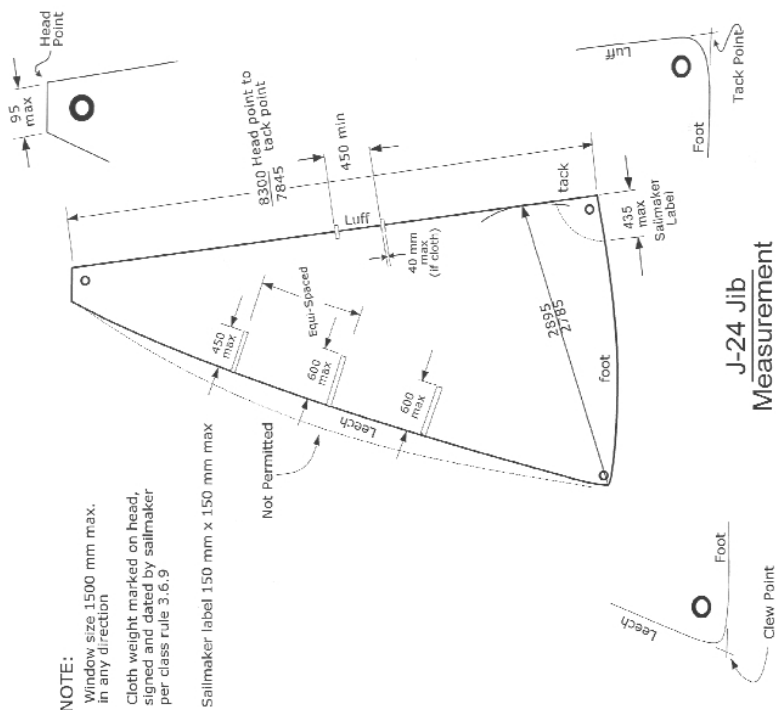 Head
Point
95
max
8300 Head point to
7845 tack point
450 min
Luff
40 mm
max
(if cloth)
tack
435
max
Sailmaker
Label
Luff
Foot
Tack Point
Equi-Spaced
450
max
600
max
600
max
Leech
Not Permitted
2895
2785
foot
J-24 Jib
Measurement
NOTE:
Window size 1500 mm max.
in any direction
Cloth weight marked on head,
signed and dated by sailmaker
per class rule 3.6.9
Sailmaker label 150 mm x 150 mm max
Leech
Foot
Clew Point